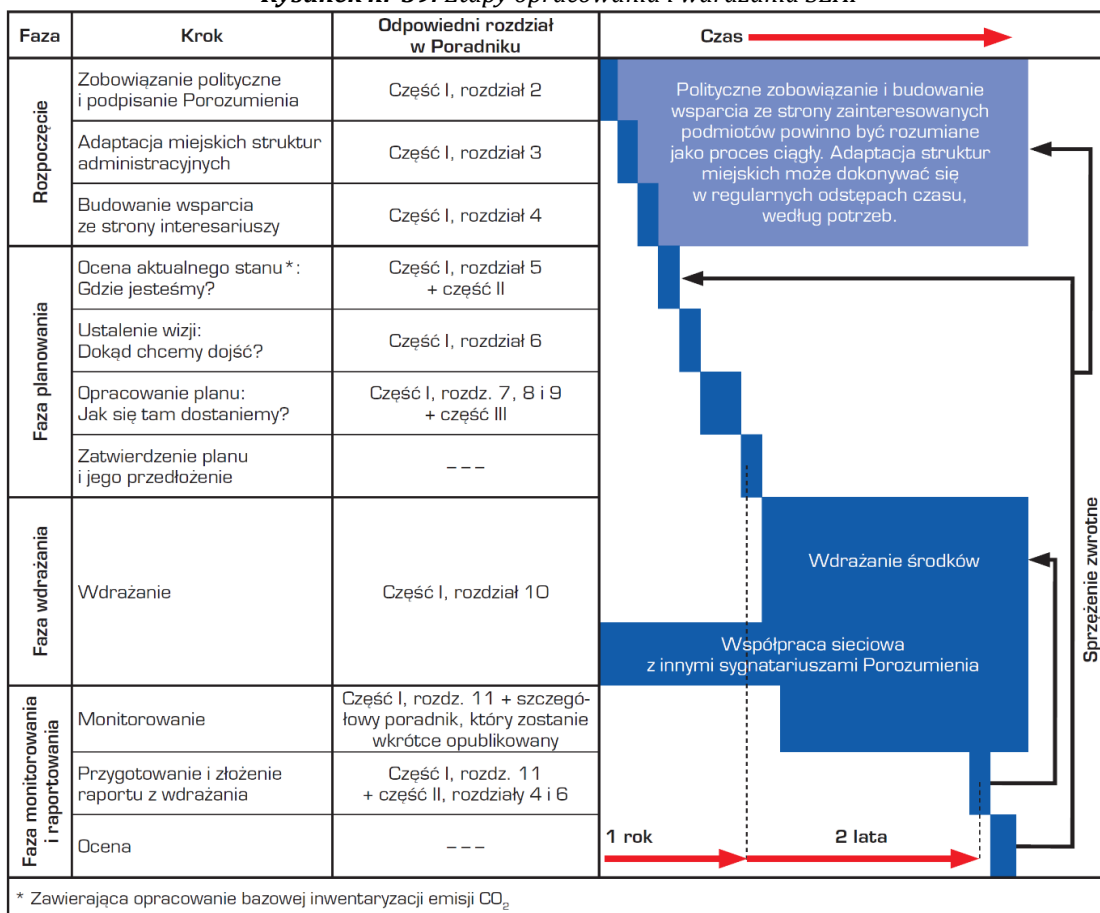 Faza
Krok
Odpowiedni rozdział
w Poradniku
Czas
Rozpoczęcie
Zobowiązanie polityczne
i podpisanie Porozumienia
Część I, rozdział 2
Adaptacja miejskich struktur
administracyjnych
Część I, rozdział 3
Budowanie wsparcia
ze strony interesariuszy
Część I, rozdział 4
Polityczne zobowiązanie i budowanie
wsparcia ze strony zainteresowanych
podmiotów powinno być rozumiane
jako proces ciągły. Adaptacja struktur
miejskich może dokonywać się
w regularnych odstępach czasu,
według potrzeb.
Faza planowania
Ocena aktualnego stanu*:
Gdzie jesteśmy?
Część I, rozdział 5
+ część II
Ustalenie wizji:
Dokąd chcemy dojść?
Część I, rozdział 6
Opracowanie planu:
Jak się tam dostaniemy?
Część I, rozdz. 7, 8 i 9
+ część III
Zatwierdzenie planu
i jego przedłożenie
– – –
Faza wdrażania
Wdrażanie
Część I, rozdział 10
Wdrażanie środków
Współpraca sieciowa
z innymi sygnatariuszami Porozumienia
Sprzężenie zwrotne
Faza monitorowania
i raportowania
Monitorowanie
Część I, rozdz. 11 + szczegó-
łowy poradnik, który zostanie
wkrótce opublikowany
Przygotowanie i złożenie
raportu z wdrażania
Część I, rozdz. 11
+ część II, rozdziały 4 i 6
Ocena
– – –
1 rok
2 lata
* Zawierająca opracowanie bazowej inwentaryzacji emisji CO₂